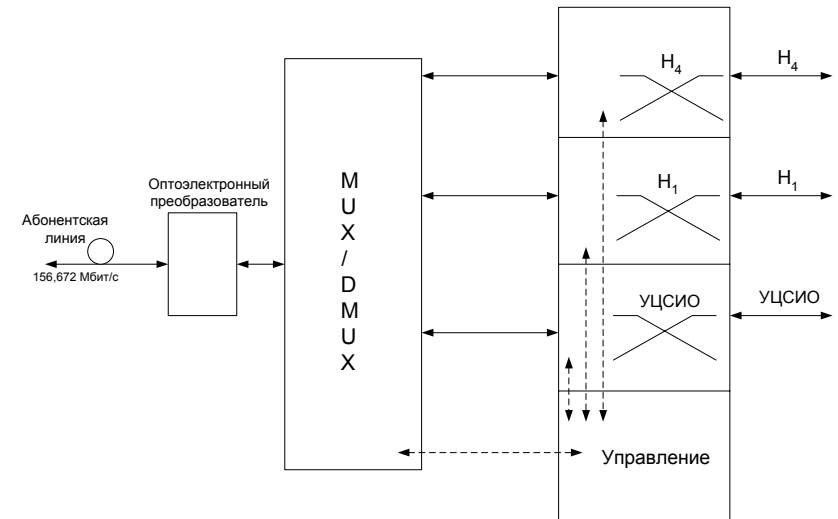 H4
H4
Оптоэлектронный
преобразователь
M
U
X
/
D
M
U
X
H1
H1
Абонентская
линия
156,672 Мбит/с
УЦСИО
УЦСИО
Управление